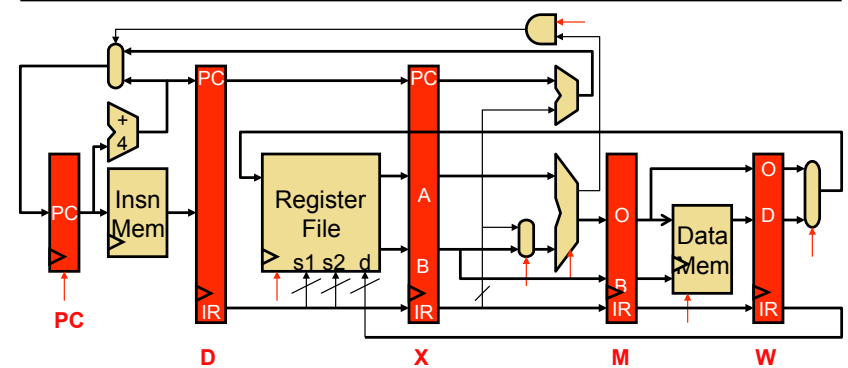 PC
PC
+
4
PC
Insn
Mem
Register
File
s1 s2 d
A
B
O
B
Data
Mem
O
D
IR
IR
IR
IR
PC
D
X
M
W